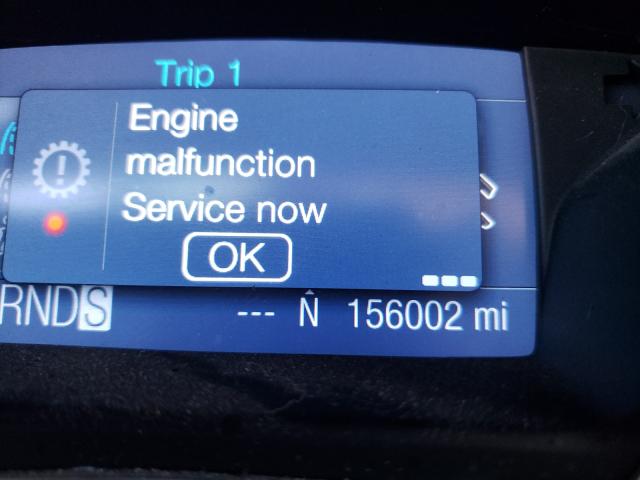 Trip 1
Engine
malfunction
Service now
OK
RNDS --- N 156002 mi